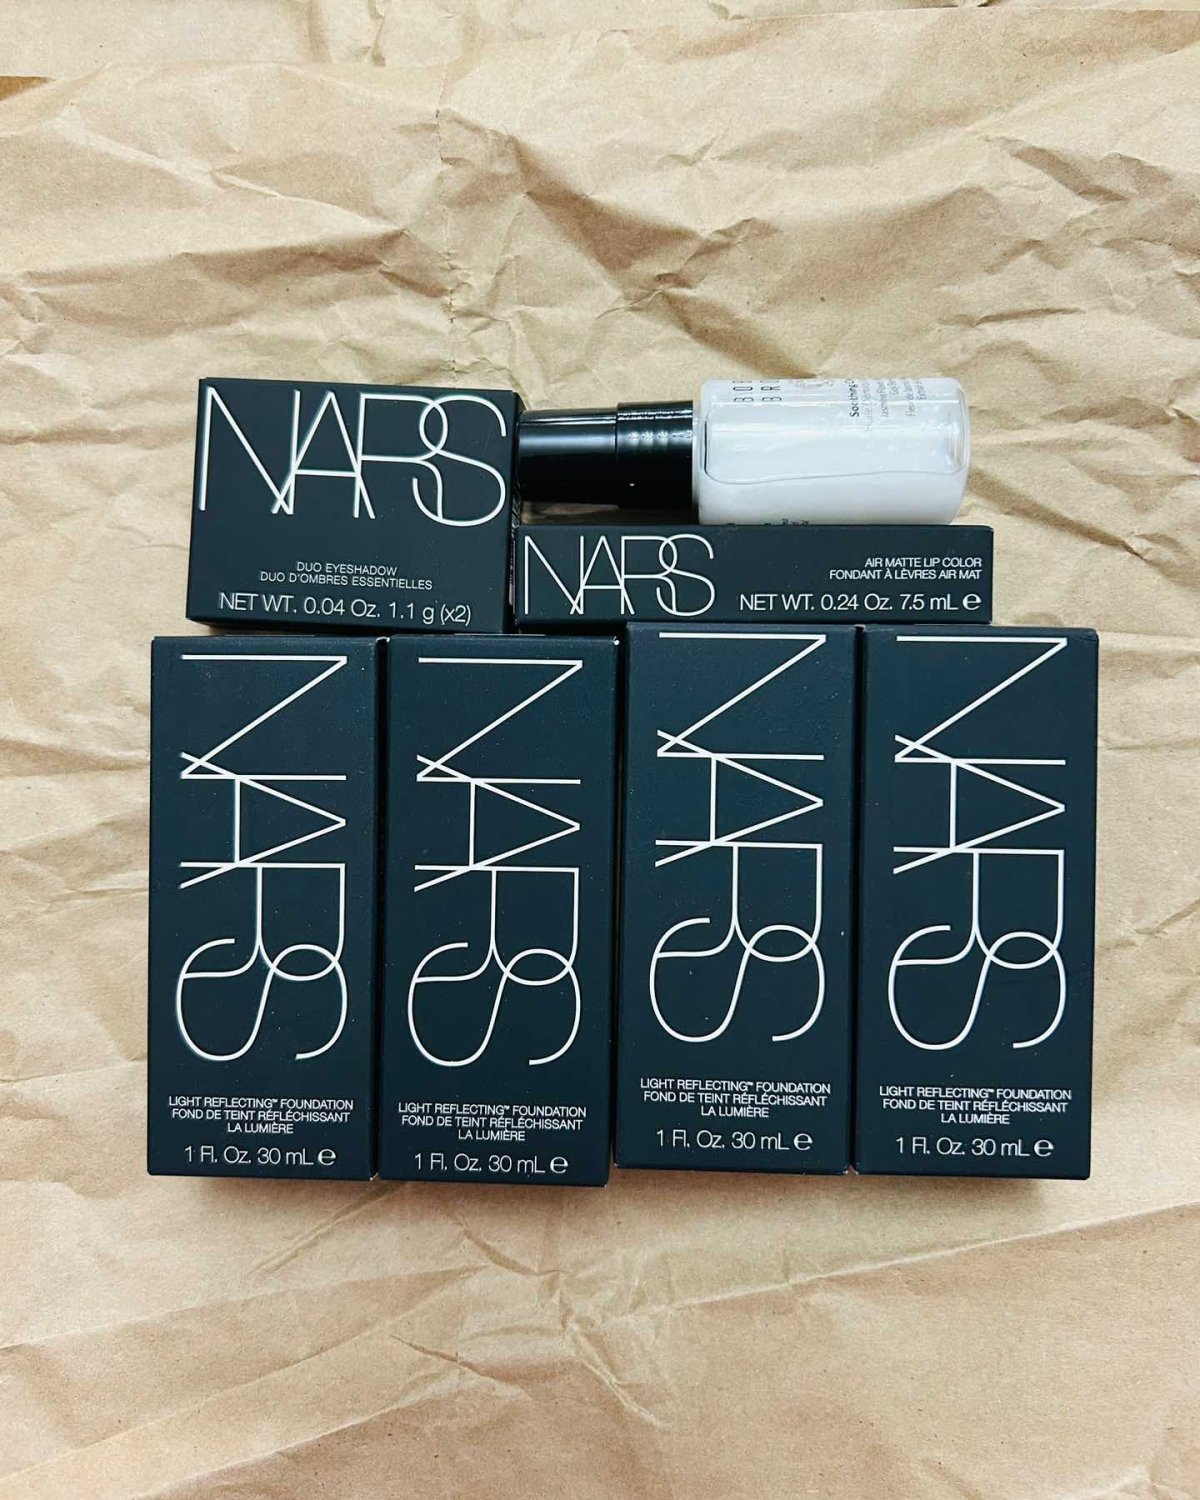 NARS
DUO EYESHADOW
DUO D'OMBRES ESSENTIELLES
NET WT. 0.04 Oz. 1.1 g (x2)
Soothing
NARS
AIR MATTE LIP COLOR
FONDANT À LÈVRES AIR MAT
NET WT. 0.24 Oz. 7.5 mL e
NARS
LIGHT REFLECTING™ FOUNDATION
FOND DE TEINT RÉFLÉCHISSANT
LA LUMIÈRE
1 Fl. Oz. 30 mL e
NARS
LIGHT REFLECTING™ FOUNDATION
FOND DE TEINT RÉFLÉCHISSANT
LA LUMIÈRE
1 Fl. Oz. 30 mL e
NARS
LIGHT REFLECTING™ FOUNDATION
FOND DE TEINT RÉFLÉCHISSANT
LA LUMIÈRE
1 Fl. Oz. 30 mL e
NARS
LIGHT REFLECTING™ FOUNDATION
FOND DE TEINT RÉFLÉCHISSANT
LA LUMIÈRE
1 Fl. Oz. 30 mL e